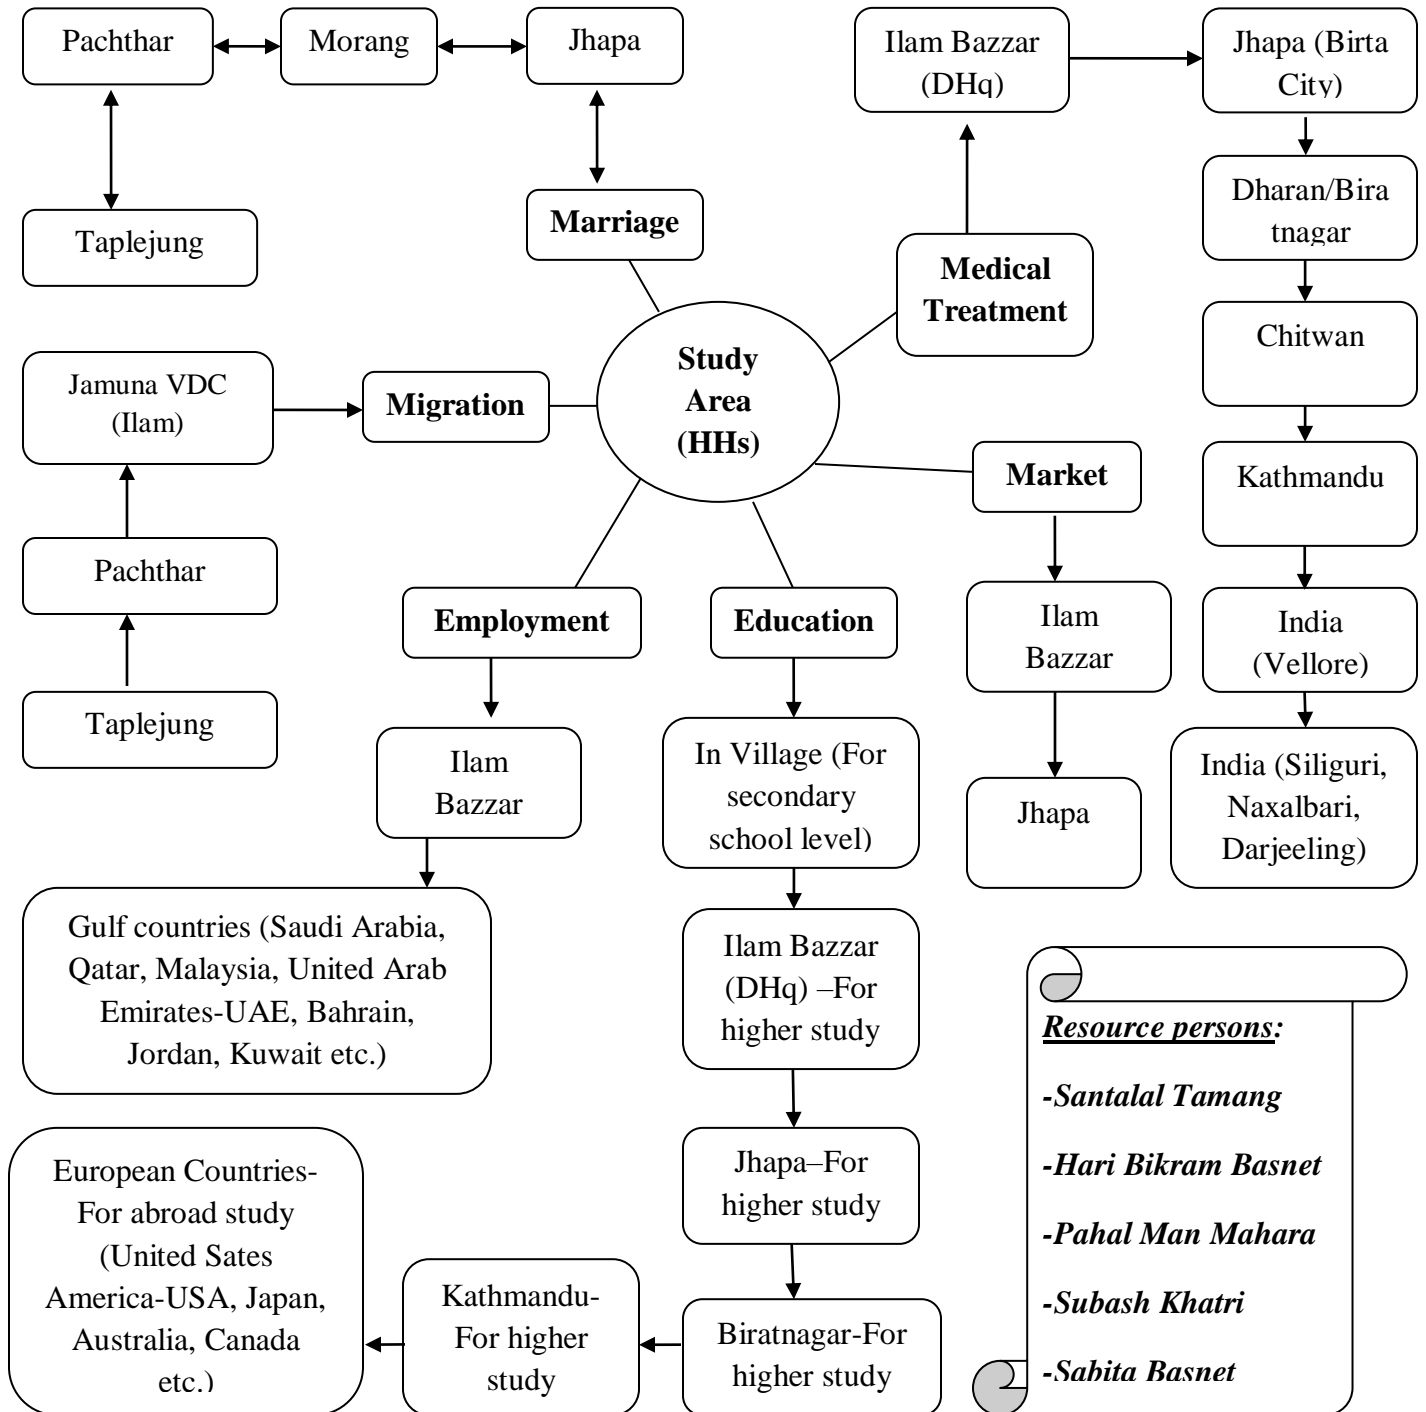 Pachthar
Morang
Jhapa
Ilam Bazzar
(DHq)
Jhapa (Birta
City)
Taplejung
Marriage
Medical
Treatment
Dharan/Bira
tnagar
Chitwan
Kathmandu
India
(Vellore)
India (Siliguri,
Naxalbari,
Darjeeling)
Study
Area
(HHs)
Jamuna VDC
(Ilam)
Migration
Pachthar
Taplejung
Market
Ilam
Bazzar
Jhapa
Employment
Ilam
Bazzar
Gulf countries (Saudi Arabia,
Qatar, Malaysia, United Arab
Emirates-UAE, Bahrain,
Jordan, Kuwait etc.)
Education
In Village (For
secondary
school level)
Ilam Bazzar
(DHq) –For
higher study
Jhapa–For
higher study
Biratnagar-For
higher study
Kathmandu-
For higher
study
European Countries-
For abroad study
(United Sates
America-USA, Japan,
Australia, Canada
etc.)
Resource persons:
-Santalal Tamang
-Hari Bikram Basnet
-Pahal Man Mahara
-Subash Khatri
-Sabita Basnet